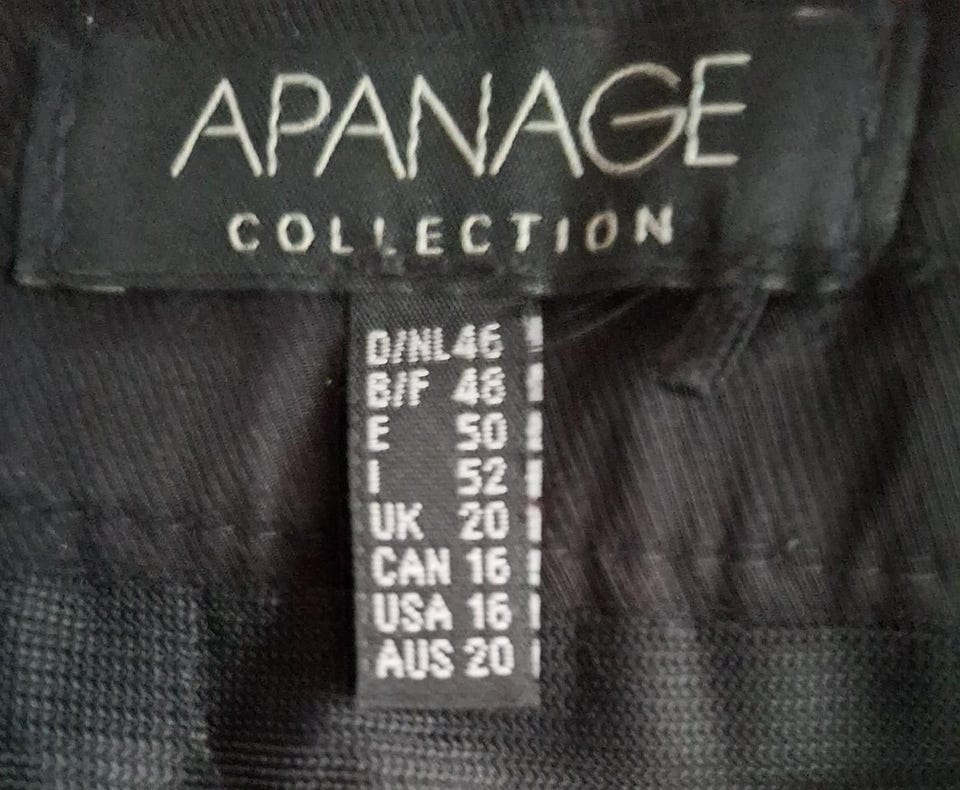 APANAGE
COLLECTION
D/NL 46
B/F 48
E 50
I 52
UK 20
CAN 16
USA 16
AUS 20